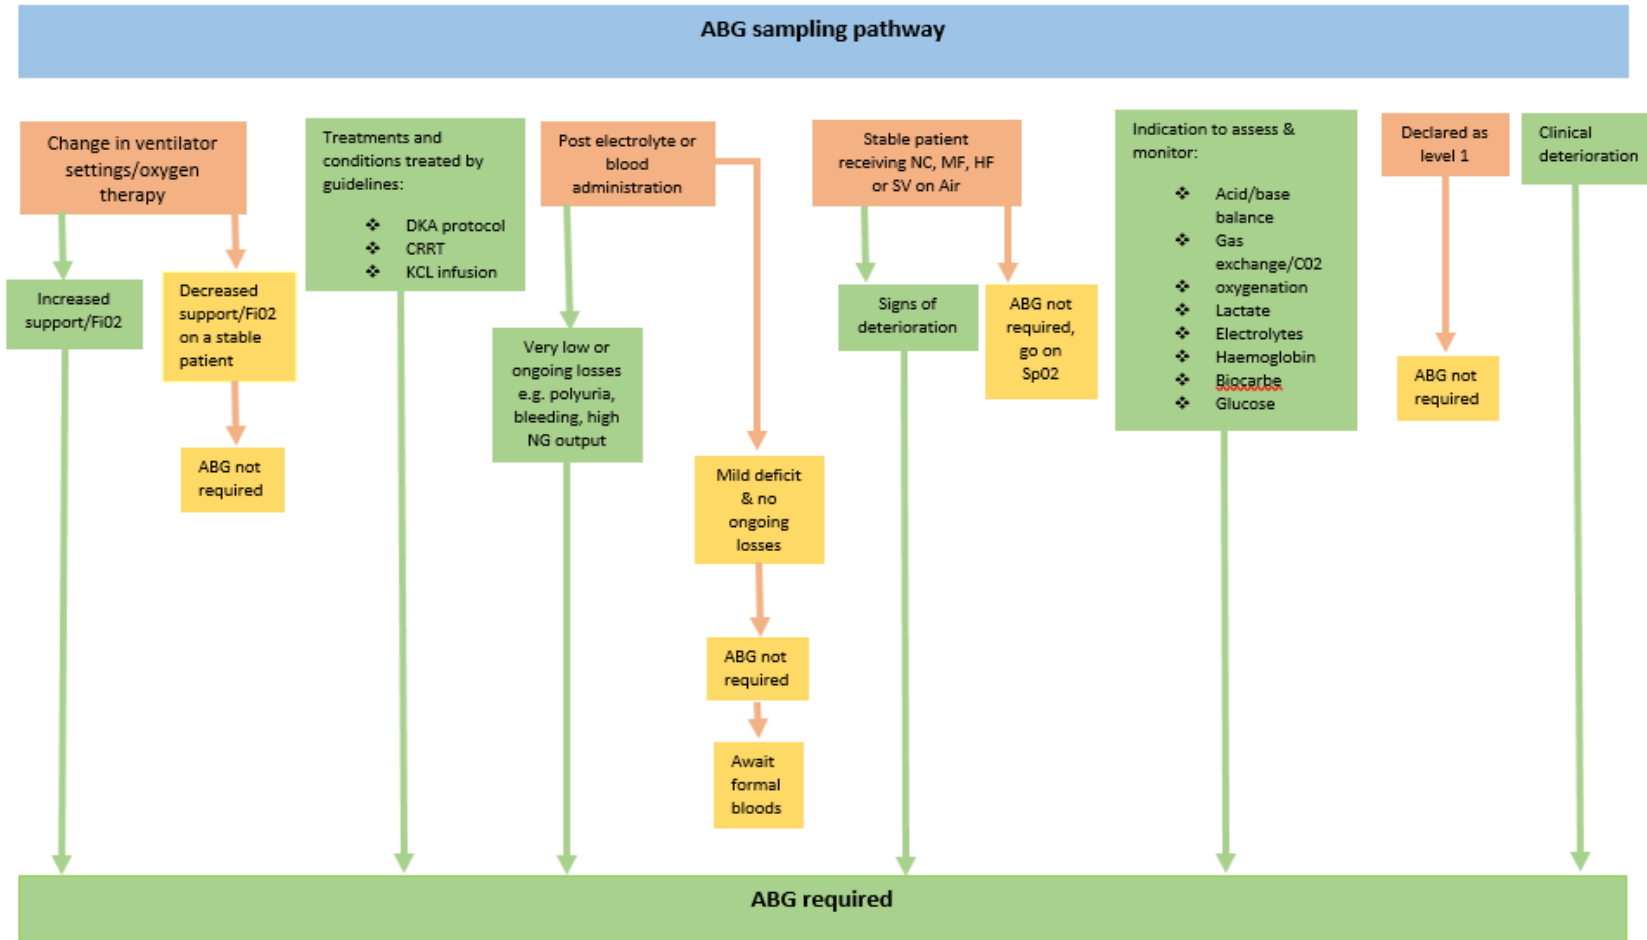 ABG sampling pathway
Change in ventilator
settings/oxygen
therapy
Increased
support/Fi02
Decreased
support/Fi02
on a stable
patient
ABG not
required
Treatments and
conditions treated by
guidelines:
❖ DKA protocol
❖ CRRT
❖ KCL infusion
Post electrolyte or
blood
administration
Very low or
ongoing losses
e.g. polyuria,
bleeding, high
NG output
Mild deficit
& no
ongoing
losses
ABG not
required
Await
formal
bloods
Stable patient
receiving NC, MF, HF
or SV on Air
Signs of
deterioration
ABG not
required,
go on
Sp02
Indication to assess &
monitor:
❖ Acid/base
balance
❖ Gas
exchange/C02
❖ oxygenation
❖ Lactate
❖ Electrolytes
❖ Haemoglobin
❖ Biocarbe
❖ Glucose
Declared as
level 1
ABG not
required
Clinical
deterioration
ABG required